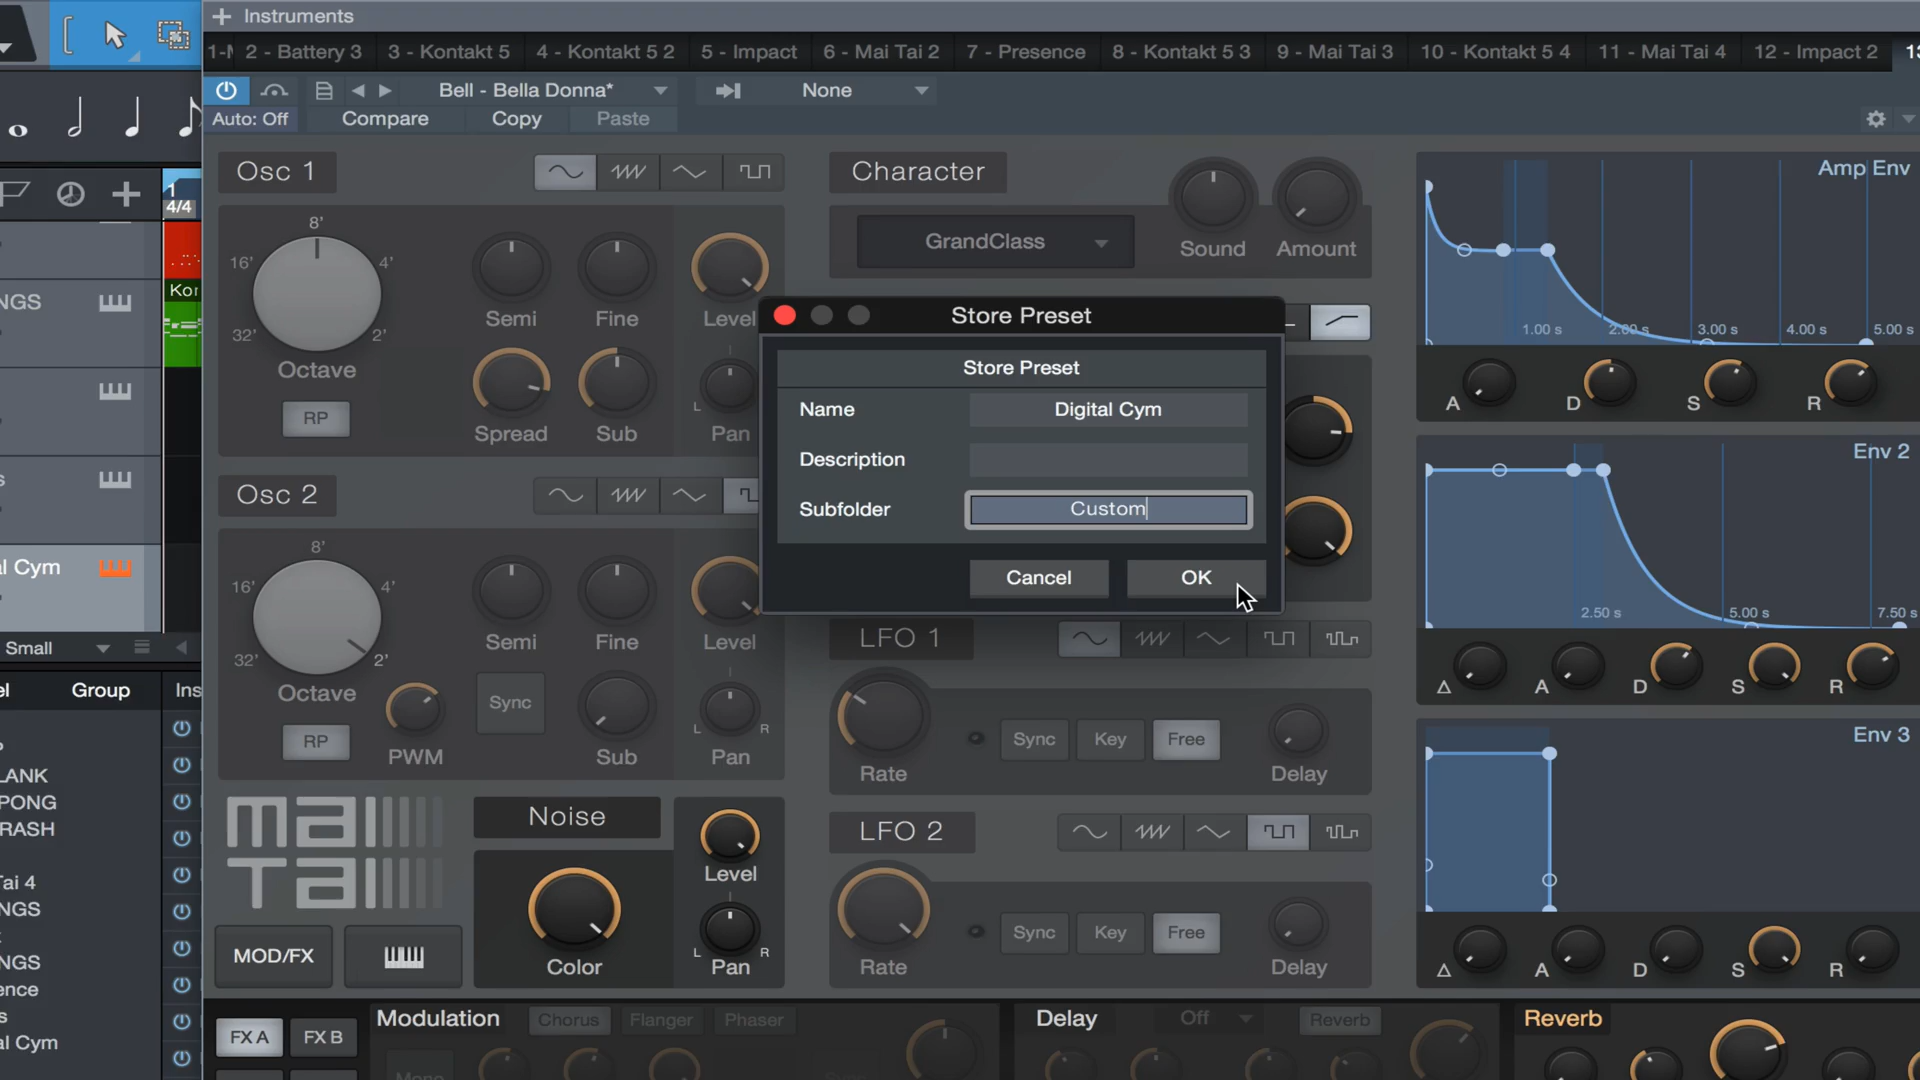 Instruments
2 - Battery 3
3 - Kontakt 5
4 - Kontakt 5 2
5 - Impact
6 - Mai Tai 2
7 - Presence
8 - Kontakt 5 3
9 - Mai Tai 3
10 - Kontakt 5 4
11 - Mai Tai 4
12 - Impact 2
Bell - Bella Donna*
None
Auto: Off
Compare
Copy
Paste
1
4/4
Osc 1
8'
16'
4'
32'
2'
Octave
RP
Semi
Fine
Level
Spread
Sub
L
Pan
Character
GrandClass
Sound
Amount
Store Preset
Store Preset
Name
Digital Cym
Description
Subfolder
Custom
Cancel
OK
Amp Env
1.00 s
2.00 s
3.00 s
4.00 s
5.00 s
A
D
S
R
Env 2
2.50 s
5.00 s
7.50 s
A
D
S
R
Env 3
A
D
S
R
Osc 2
8'
16'
4'
32'
2'
Octave
RP
PWM
Semi
Fine
Level
Sync
Sub
L
R
Pan
LFO 1
Rate
Sync
Key
Free
Delay
LFO 2
Rate
Sync
Key
Free
Delay
mai
Tai
MOD/FX
Noise
Color
Level
L
R
Pan
FX A
FX B
Modulation
Chorus
Flanger
Phaser
Delay
Off
Reverb
Reverb
NGS
l Cym
Small
Group
Ins
LANK
PONG
RASH
Tai 4
NGS
NGS
ence
al Cym